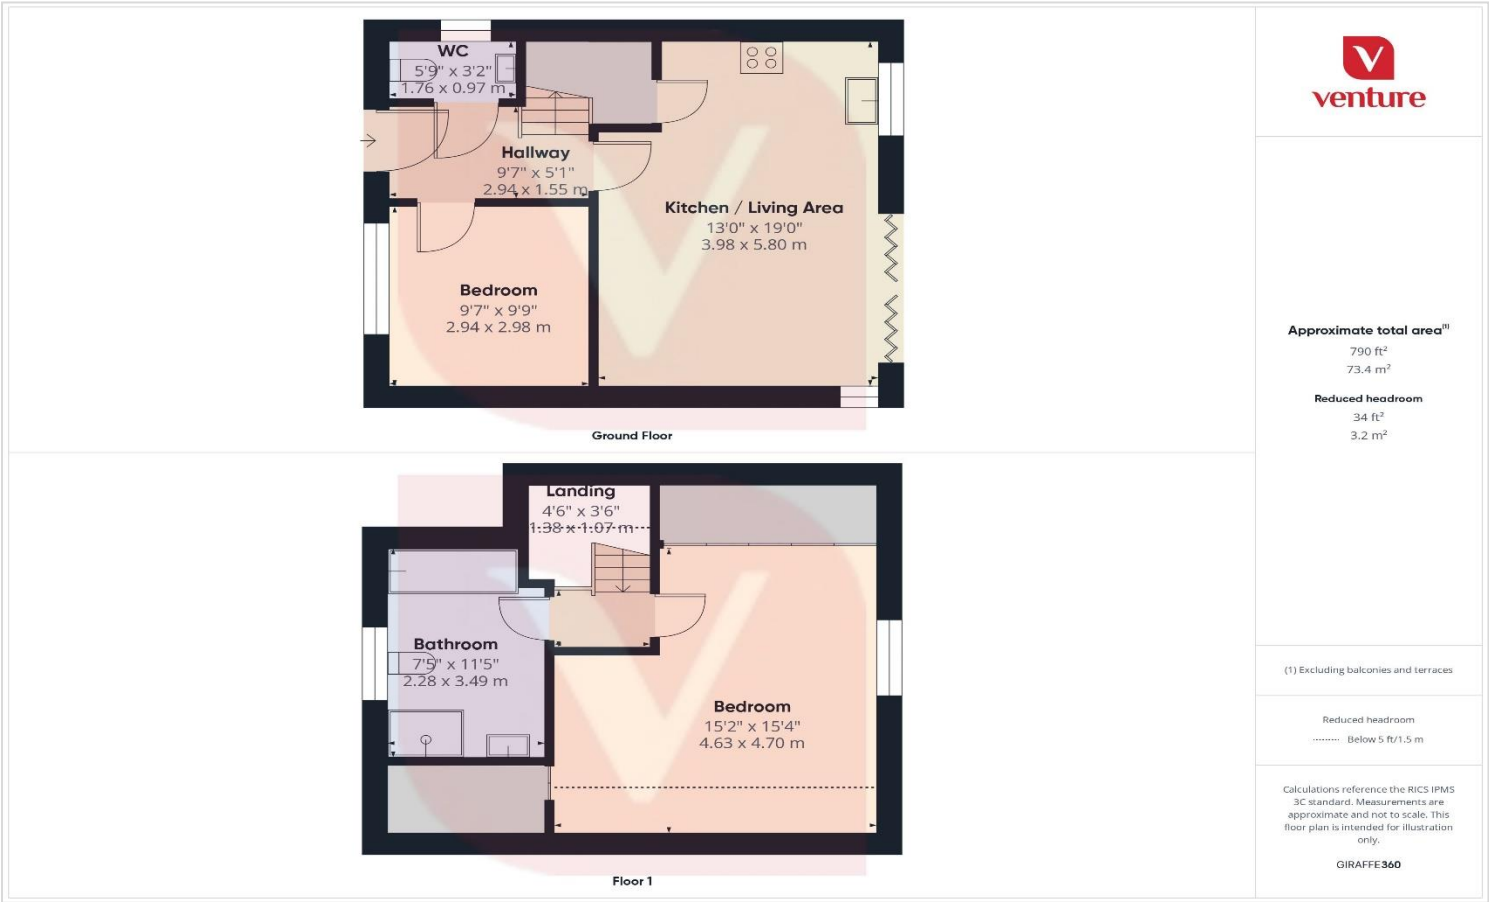 WC
5'9" x 3'2"
1.76 x 0.97 m
Hallway
9'7" x 5'1"
2.94 x 1.55 m
Kitchen / Living Area
13'0" x 19'0"
3.98 x 5.80 m
Bedroom
9'7" x 9'9"
2.94 x 2.98 m
Ground Floor
Landing
4'6" x 3'6"
1.38 x 1.07 m
Bathroom
7'5" x 11'5"
2.28 x 3.49 m
Bedroom
15'2" x 15'4"
4.63 x 4.70 m
Floor 1
venture
Approximate total area(1)
790 ft²
73.4 m²
Reduced headroom
34 ft²
3.2 m²
(1) Excluding balconies and terraces
Reduced headroom
Below 5 ft/1.5 m
Calculations reference the RICS IPMS
3C standard. Measurements are
approximate and not to scale. This
floor plan is intended for illustration
only.
GIRAFFE360